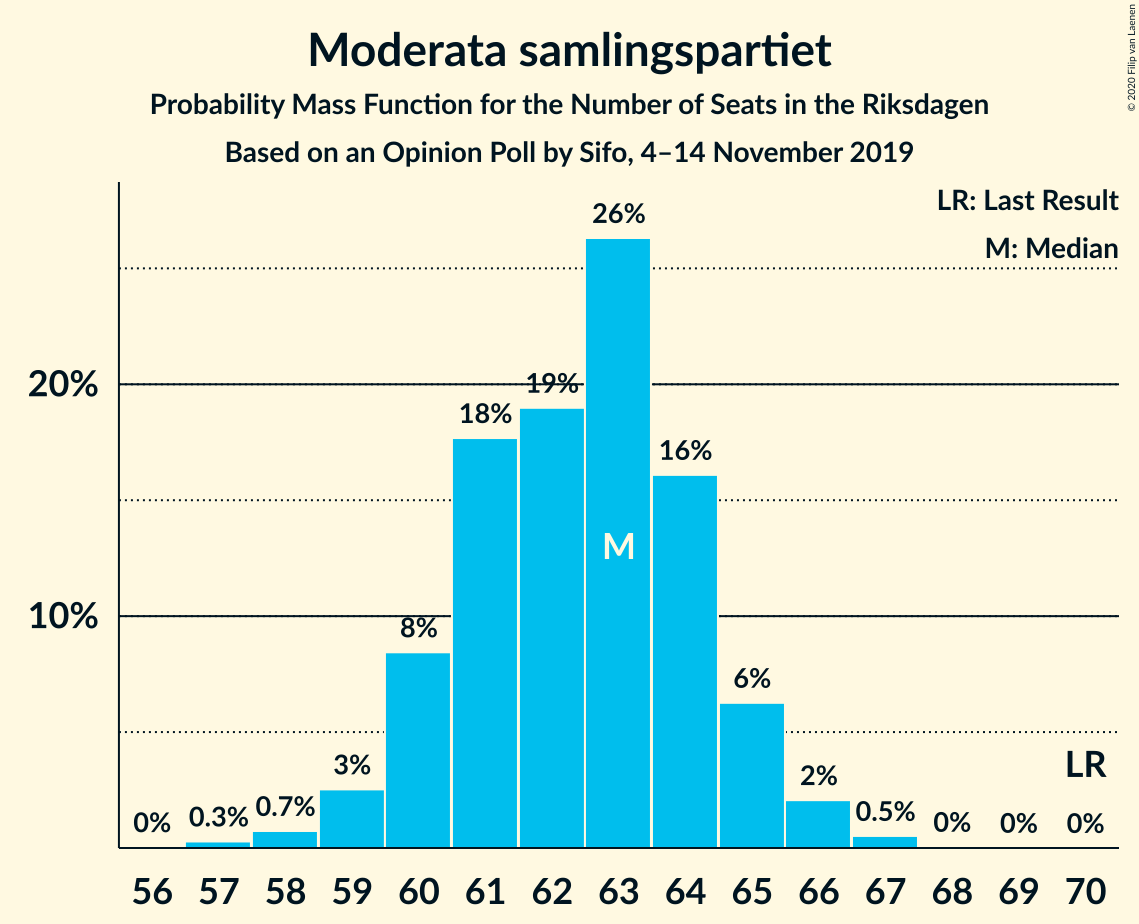 Moderata samlingspartiet
Probability Mass Function for the Number of Seats in the Riksdagen
Based on an Opinion Poll by Sifo, 4–14 November 2019
© 2020 Filip van Laenen
LR: Last Result
M: Median
20%
10%
0%
0.3%
0.7%
3%
8%
18%
19%
26%
16%
6%
2%
0.5%
0%
0%
0%
M
LR
56 57 58 59 60 61 62 63 64 65 66 67 68 69 70